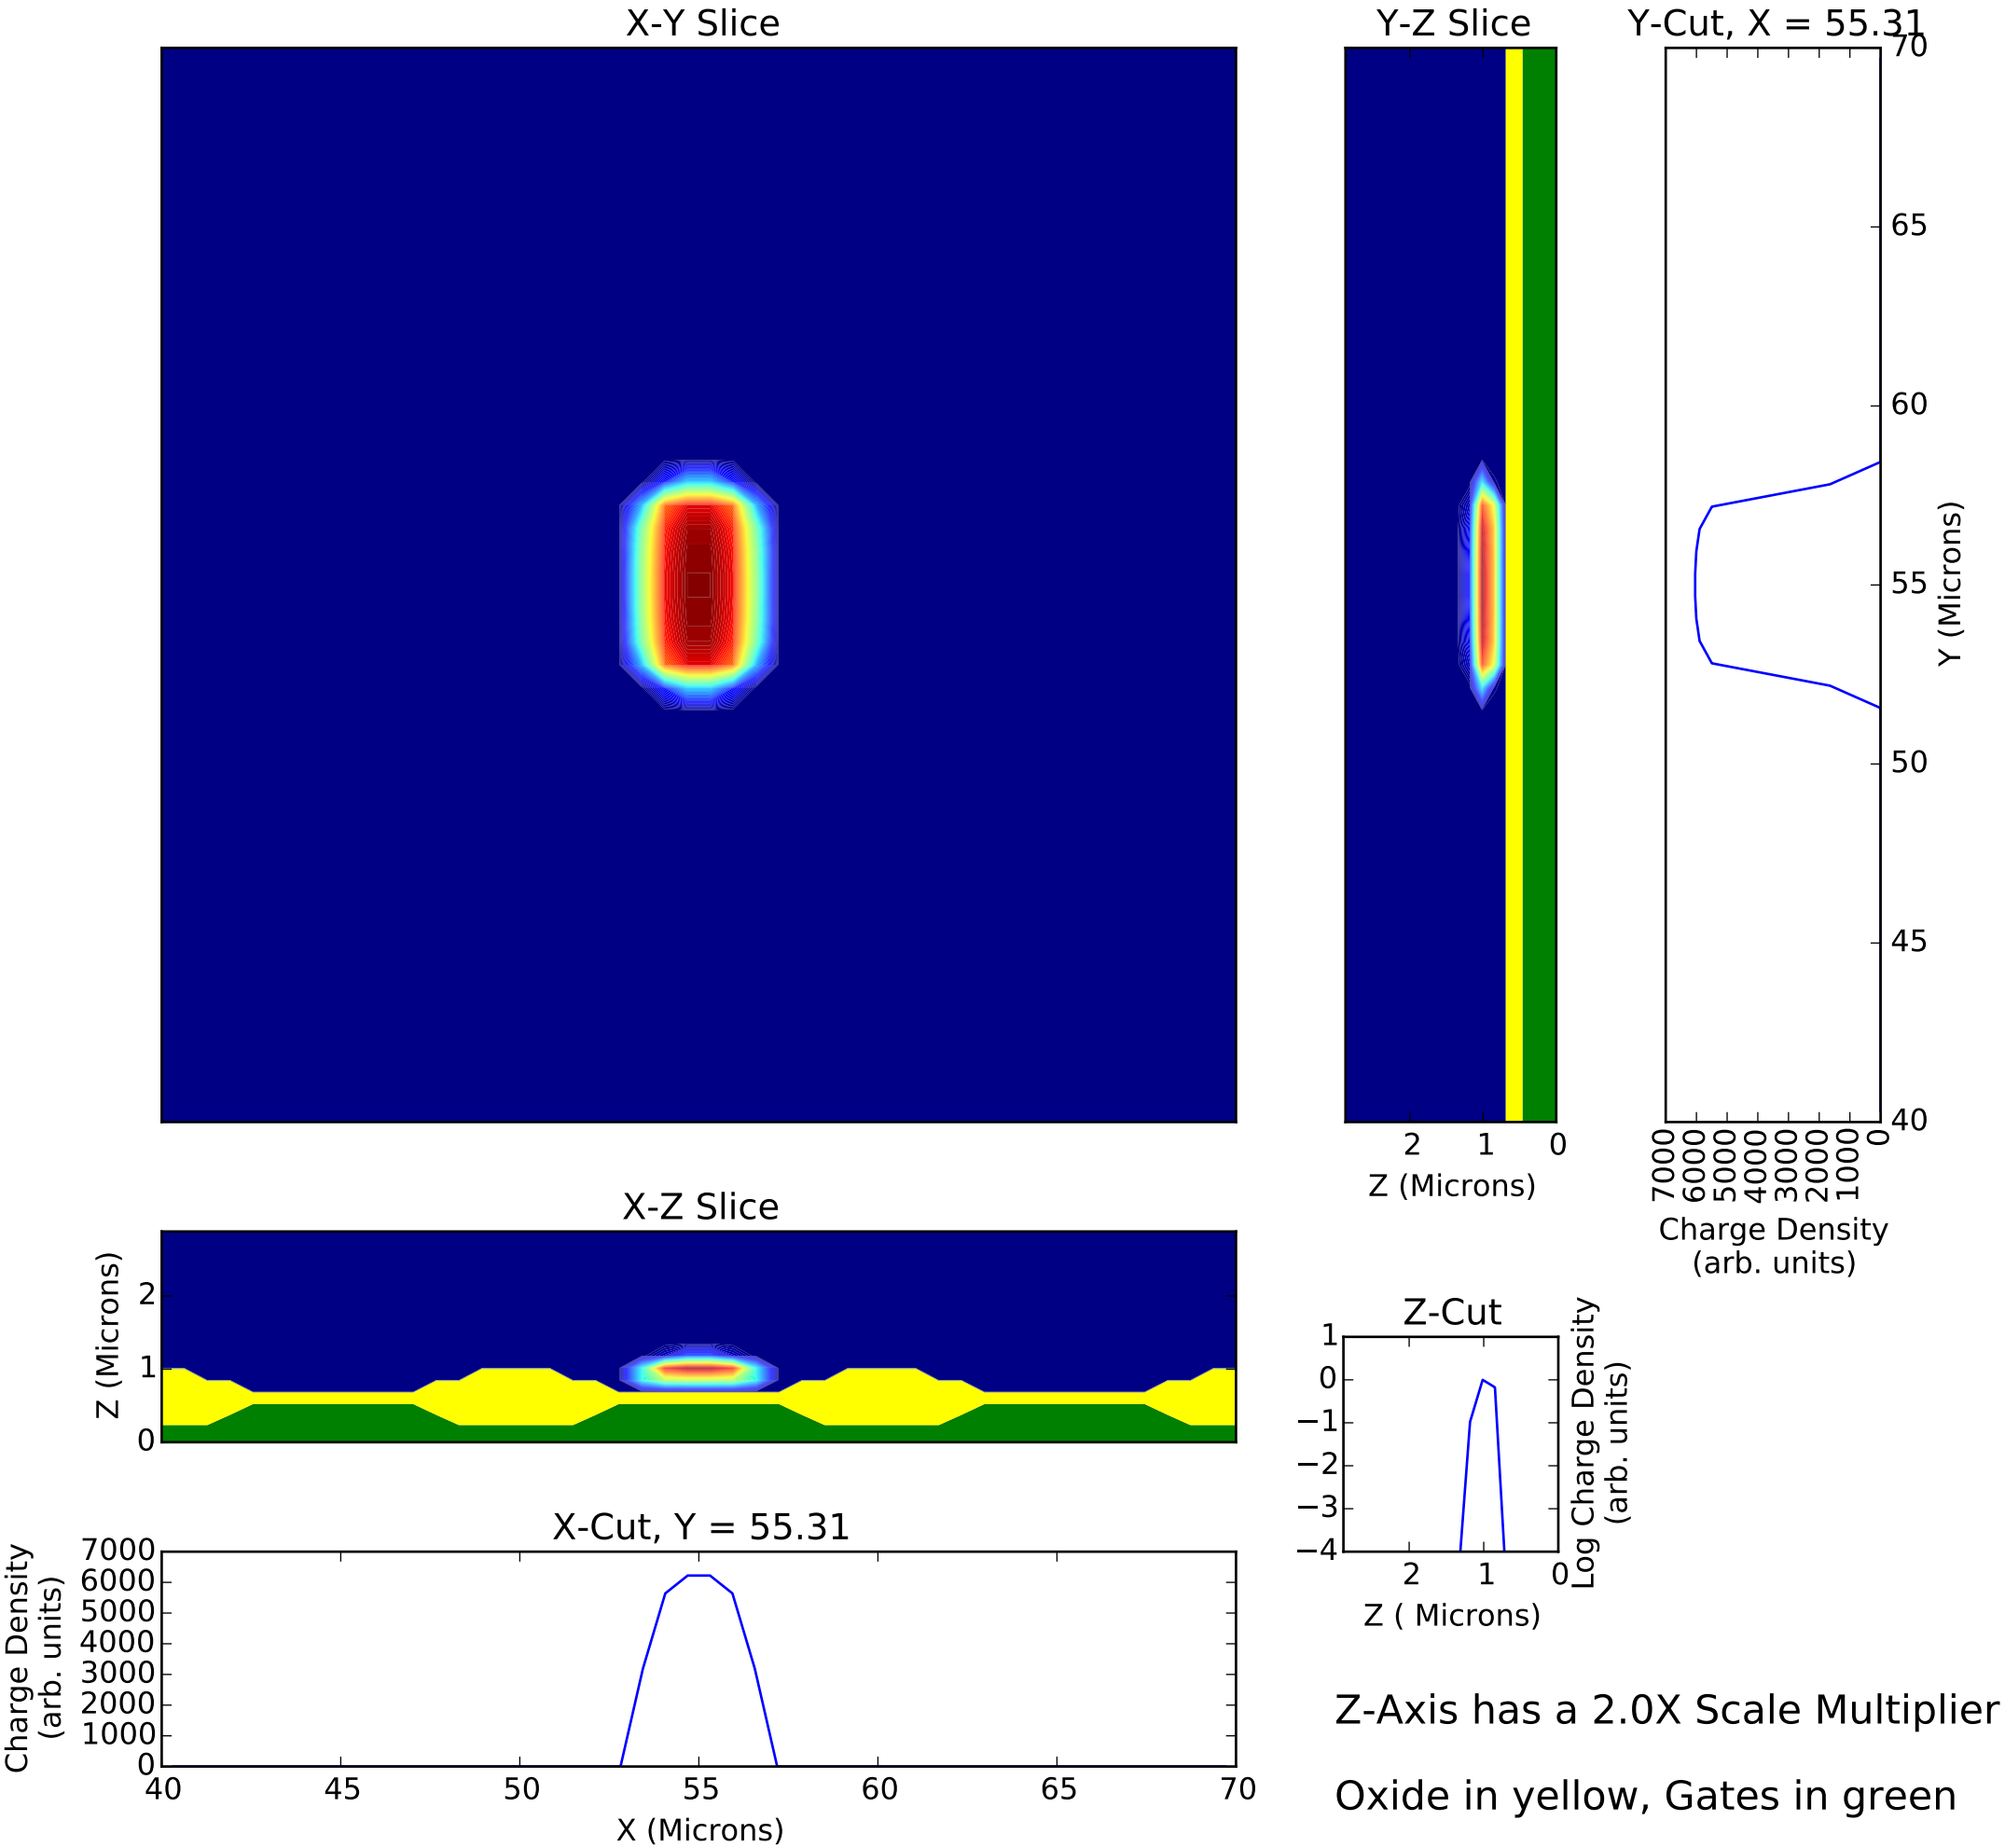 X-Y Slice
Y-Z Slice
Y-Cut, X = 55.31
70
65
60
55
50
45
40
Y (Microns)
2 1 0
Z (Microns)
7000 6000 5000 4000 3000 2000 1000 0
Charge Density
(arb. units)
X-Z Slice
Z (Microns)
2
1
0
Z-Cut
1
0
−1
−2
−3
−4
Log Charge Density
(arb. units)
2 1 0
Z ( Microns)
X-Cut, Y = 55.31
Charge Density
(arb. units)
7000
6000
5000
4000
3000
2000
1000
0
40 45 50 55 60 65 70
X (Microns)
Z-Axis has a 2.0X Scale Multiplier
Oxide in yellow, Gates in green